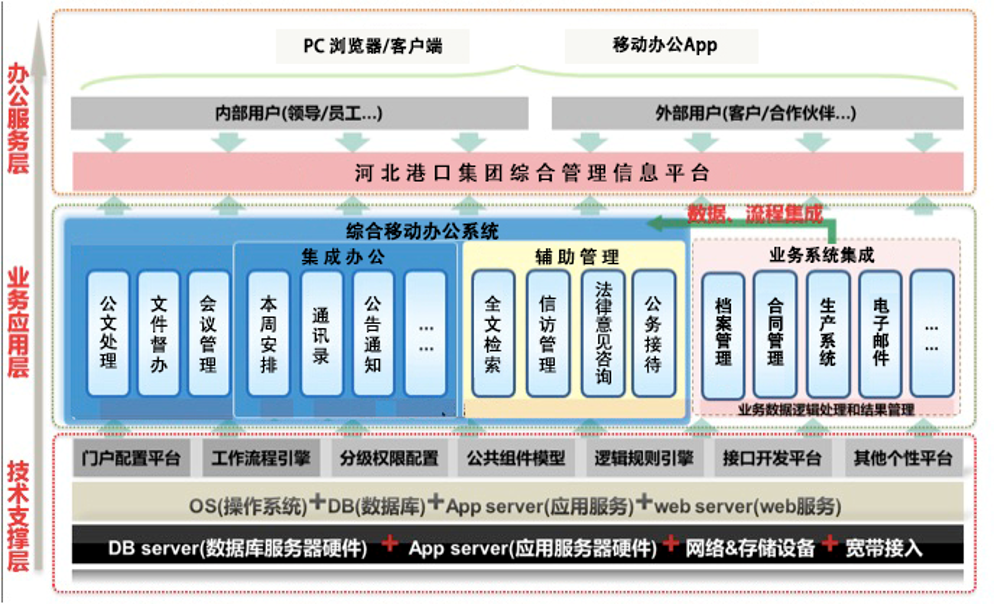 PC 浏览器/客户端
移动办公App
办公服务层
内部用户(领导/员工...)
外部用户(客户/合作伙伴...)
河北港口集团综合管理信息平台
数据、流程集成
综合移动办公系统
业务应用层
集成办公
辅助管理
业务系统集成
公文处理
文件督办
会议管理
本周安排
通讯录
公告通知
... ...
全文检索
信访管理
法律意见咨询
公务接待
档案管理
合同管理
生产系统
电子邮件
... ...
业务数据逻辑处理和结果管理
技术支撑层
门户配置平台
工作流程引擎
分级权限配置
公共组件模型
逻辑规则引擎
接口开发平台
其他个性平台
OS(操作系统)+DB(数据库)+App server(应用服务)+web server(web服务)
DB server(数据库服务器硬件) + App server(应用服务器硬件) + 网络&存储设备 + 宽带接入